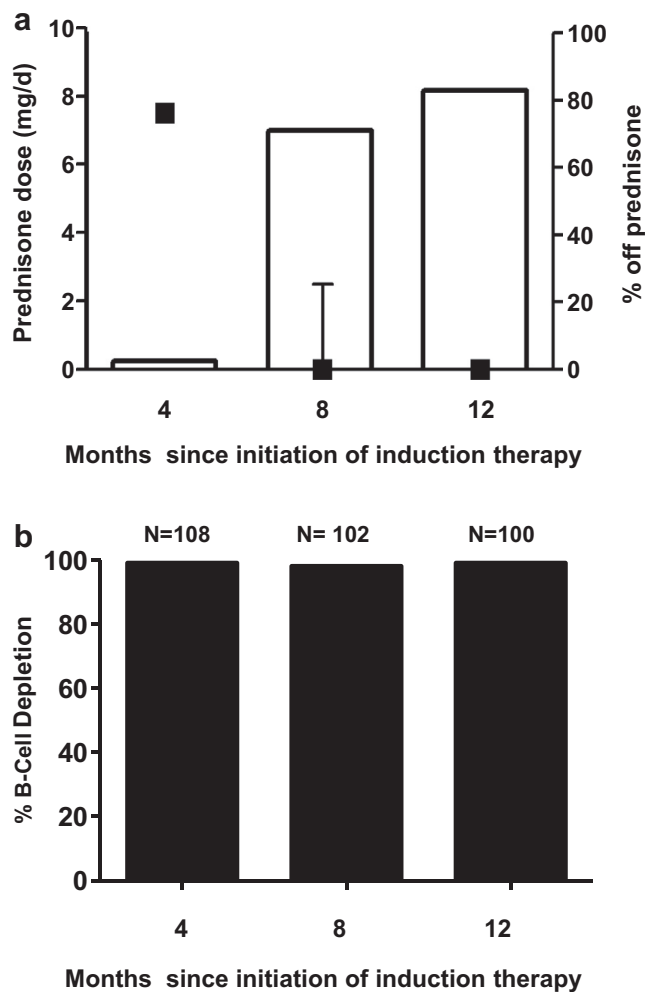 a
Prednisone dose (mg/d)
10
8
6
4
2
0
100
80
60
40
20
0
% off prednisone
4 8 12
Months since initiation of induction therapy
b
N=108 N= 102 N=100
% B-Cell Depletion
100
80
60
40
20
0
4 8 12
Months since initiation of induction therapy